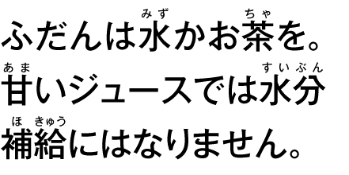 ふだんは水かお茶を。
甘いジュースでは水分
補給にはなりません。